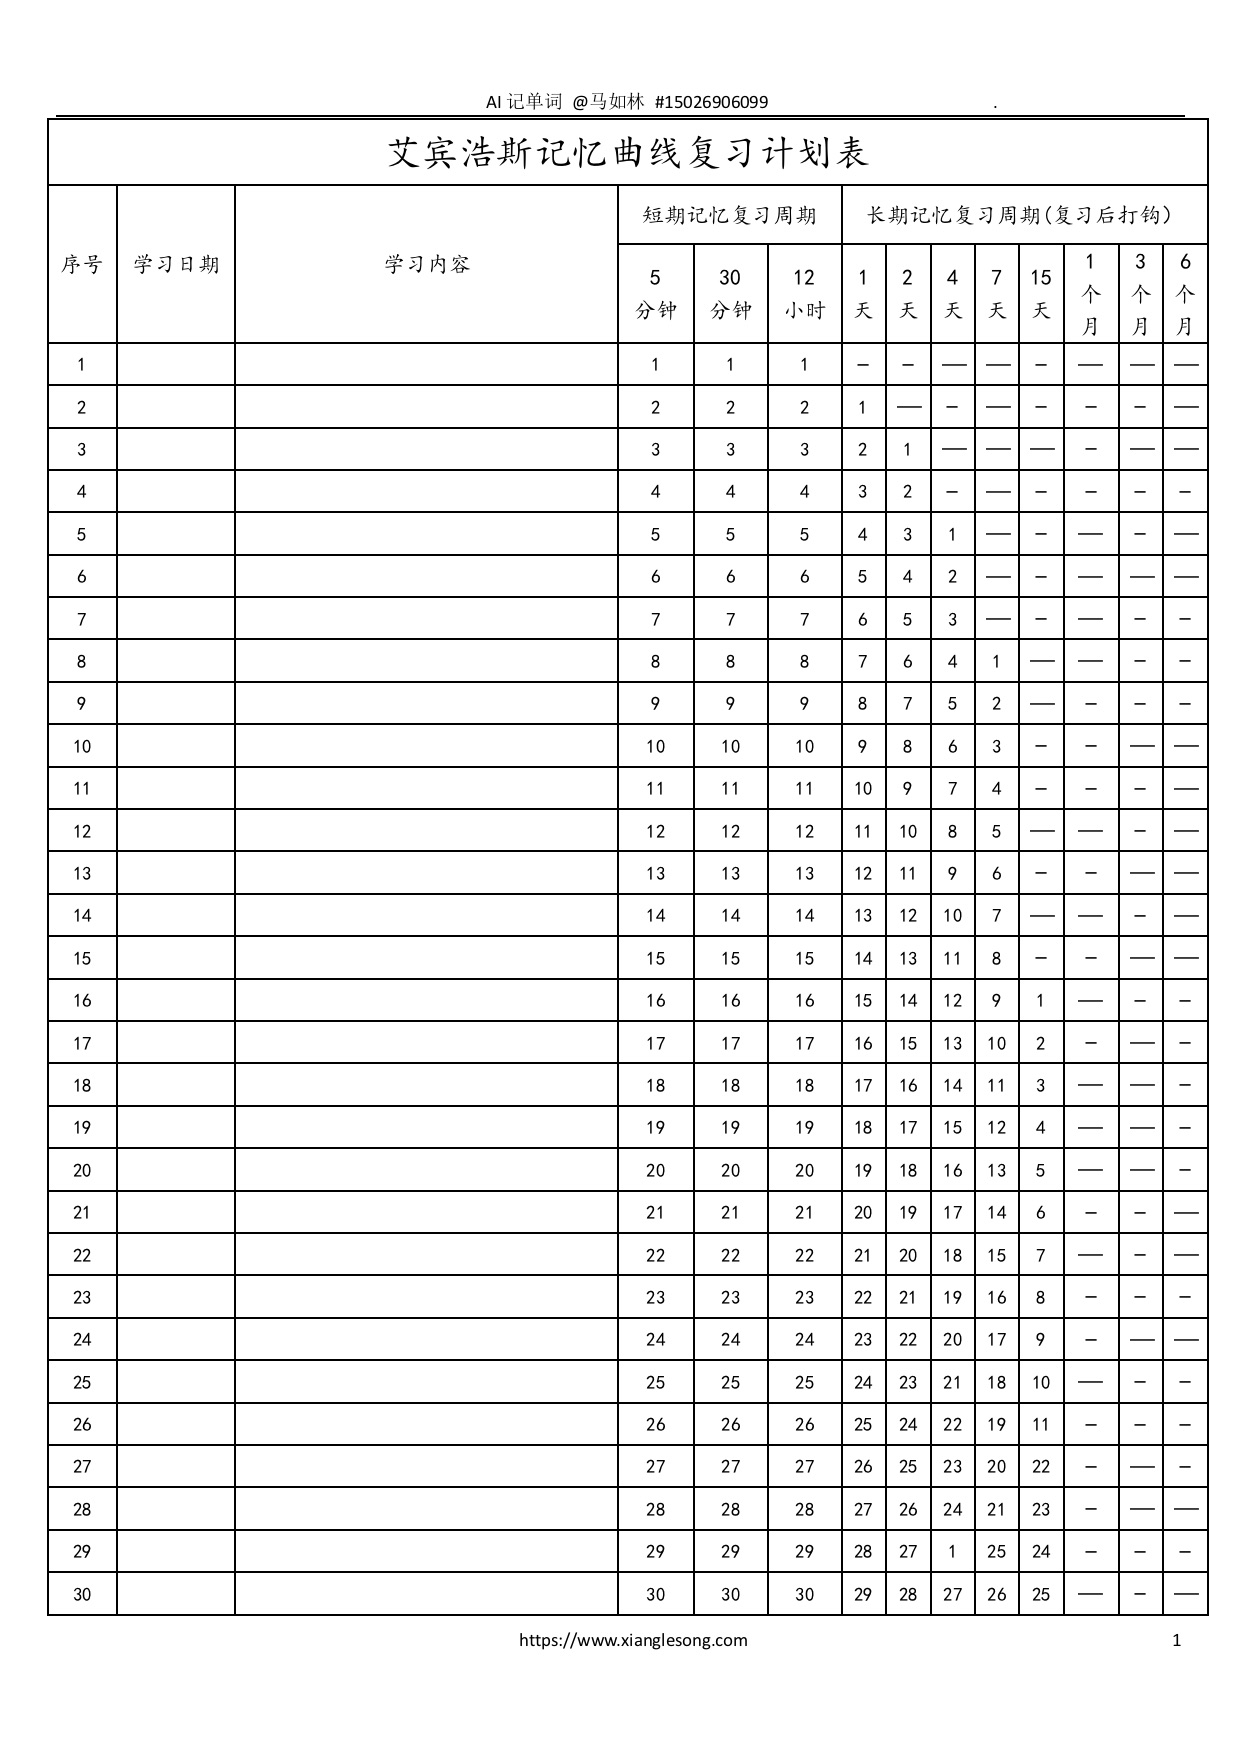 AI 记单词 @马如林 #15026906099 .
艾宾浩斯记忆曲线复习计划表
序号 学习日期 学习内容 短期记忆复习周期 长期记忆复习周期(复习后打钩)
5 分钟 30 分钟 12 小时 1 天 2 天 4 天 7 天 15 天 1 个月 3 个月 6 个月
1 1 1 1 – – — — – — — —
2 2 2 2 1 — – — – – – —
3 3 3 3 2 1 — — — – — —
4 4 4 4 3 2 – — – – – –
5 5 5 5 4 3 1 — – — – —
6 6 6 6 5 4 2 — – — — —
7 7 7 7 6 5 3 — – — – –
8 8 8 8 7 6 4 1 — — – –
9 9 9 9 8 7 5 2 — – – –
10 10 10 10 9 8 6 3 – – — —
11 11 11 11 10 9 7 4 – – – —
12 12 12 12 11 10 8 5 — — – —
13 13 13 13 12 11 9 6 – – — —
14 14 14 14 13 12 10 7 — — – —
15 15 15 15 14 13 11 8 – – — —
16 16 16 16 15 14 12 9 1 — – –
17 17 17 17 16 15 13 10 2 – — –
18 18 18 18 17 16 14 11 3 — — –
19 19 19 19 18 17 15 12 4 — — –
20 20 20 20 19 18 16 13 5 — — –
21 21 21 21 20 19 17 14 6 – – —
22 22 22 22 21 20 18 15 7 — – —
23 23 23 23 22 21 19 16 8 – – –
24 24 24 24 23 22 20 17 9 – — —
25 25 25 25 24 23 21 18 10 — – –
26 26 26 26 25 24 22 19 11 – – –
27 27 27 27 26 25 23 20 22 – — –
28 28 28 28 27 26 24 21 23 – — —
29 29 29 29 28 27 1 25 24 – – –
30 30 30 30 29 28 27 26 25 — – —
https://www.xianglesong.com 1